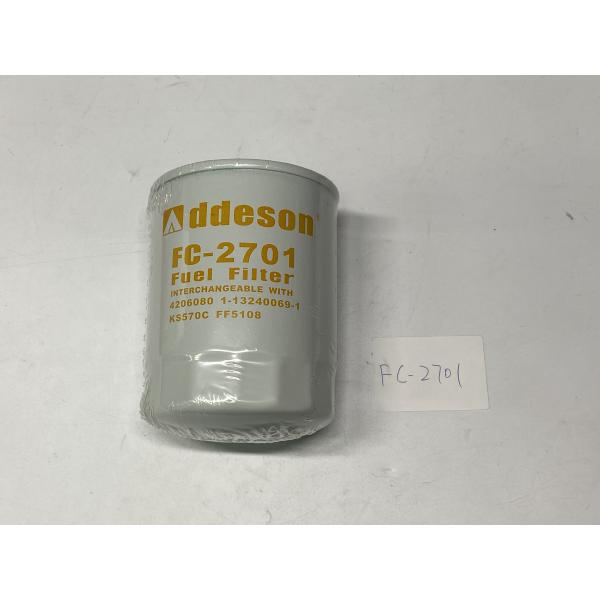 Addeson
FC-2701
Fuel Filter
INTERCHANGEABLE WITH
4206080 1-13240069-1
KS570C FF5108
FC-2701